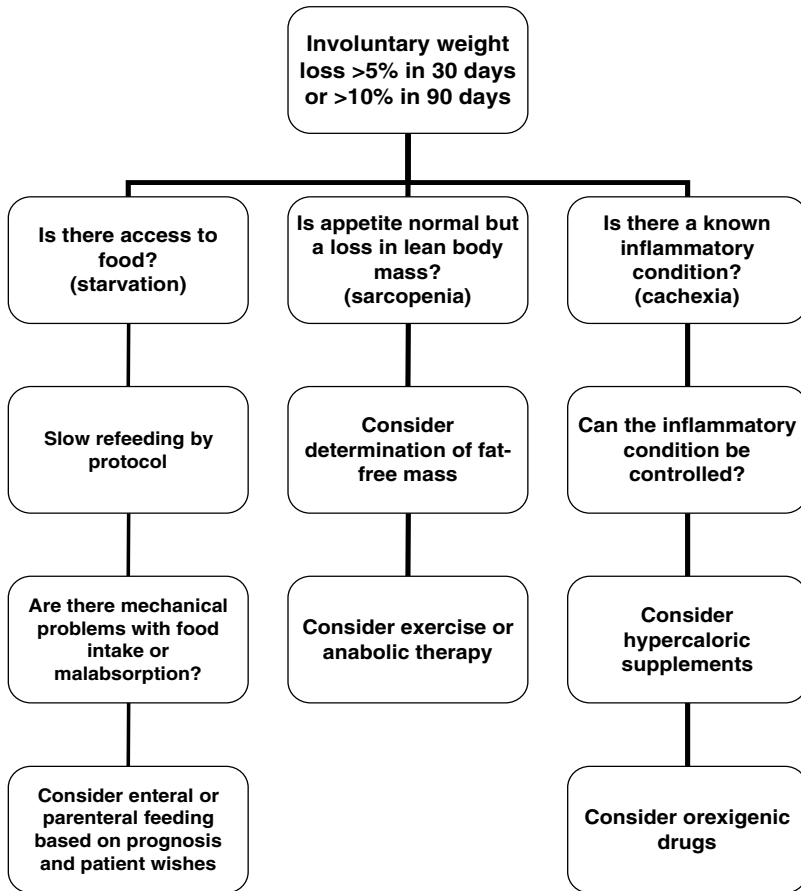 Involuntary weight
loss >5% in 30 days
or >10% in 90 days
Is there access to
food?
(starvation)
Is appetite normal but
a loss in lean body
mass?
(sarcopenia)
Is there a known
inflammatory
condition?
(cachexia)
Slow refeeding by
protocol
Consider
determination of fat-
free mass
Can the inflammatory
condition be
controlled?
Are there mechanical
problems with food
intake or
malabsorption?
Consider exercise or
anabolic therapy
Consider
hypercaloric
supplements
Consider enteral or
parenteral feeding
based on prognosis
and patient wishes
Consider orexigenic
drugs